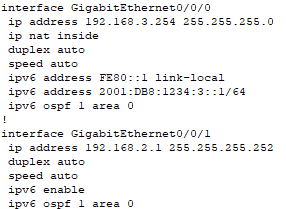 interface GigabitEthernet0/0/0
ip address 192.168.3.254 255.255.255.0
ip nat inside
duplex auto
speed auto
ipv6 address FE80::1 link-local
ipv6 address 2001:DB8:1234:3::1/64
ipv6 ospf 1 area 0
!
interface GigabitEthernet0/0/1
ip address 192.168.2.1 255.255.255.252
duplex auto
speed auto
ipv6 enable
ipv6 ospf 1 area 0